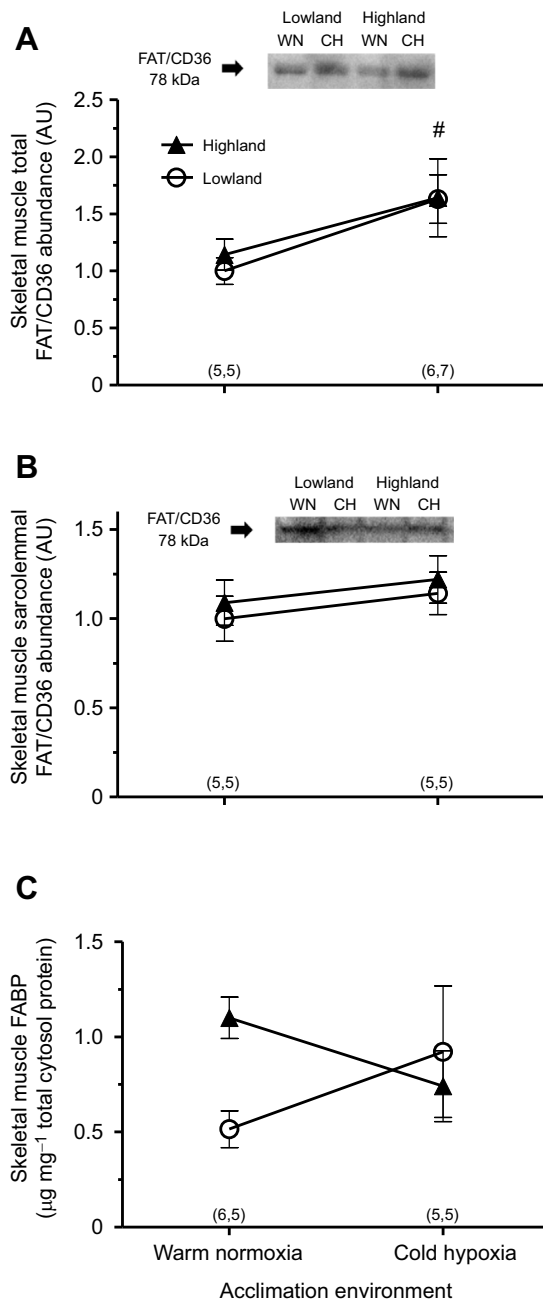 A
Lowland Highland
WN CH WN CH
FAT/CD36
78 kDa
Skeletal muscle total
FAT/CD36 abundance (AU)
2.5
2.0
1.5
1.0
0.5
0
Highland
Lowland
#
(5,5) (6,7)
B
Lowland Highland
WN CH WN CH
FAT/CD36
78 kDa
Skeletal muscle sarcolemmal
FAT/CD36 abundance (AU)
1.5
1.0
0.5
0
(5,5) (5,5)
C
Skeletal muscle FABP
(μg mg⁻¹ total cytosol protein)
1.5
1.0
0.5
0
(6,5) (5,5)
Warm normoxia Cold hypoxia
Acclimation environment